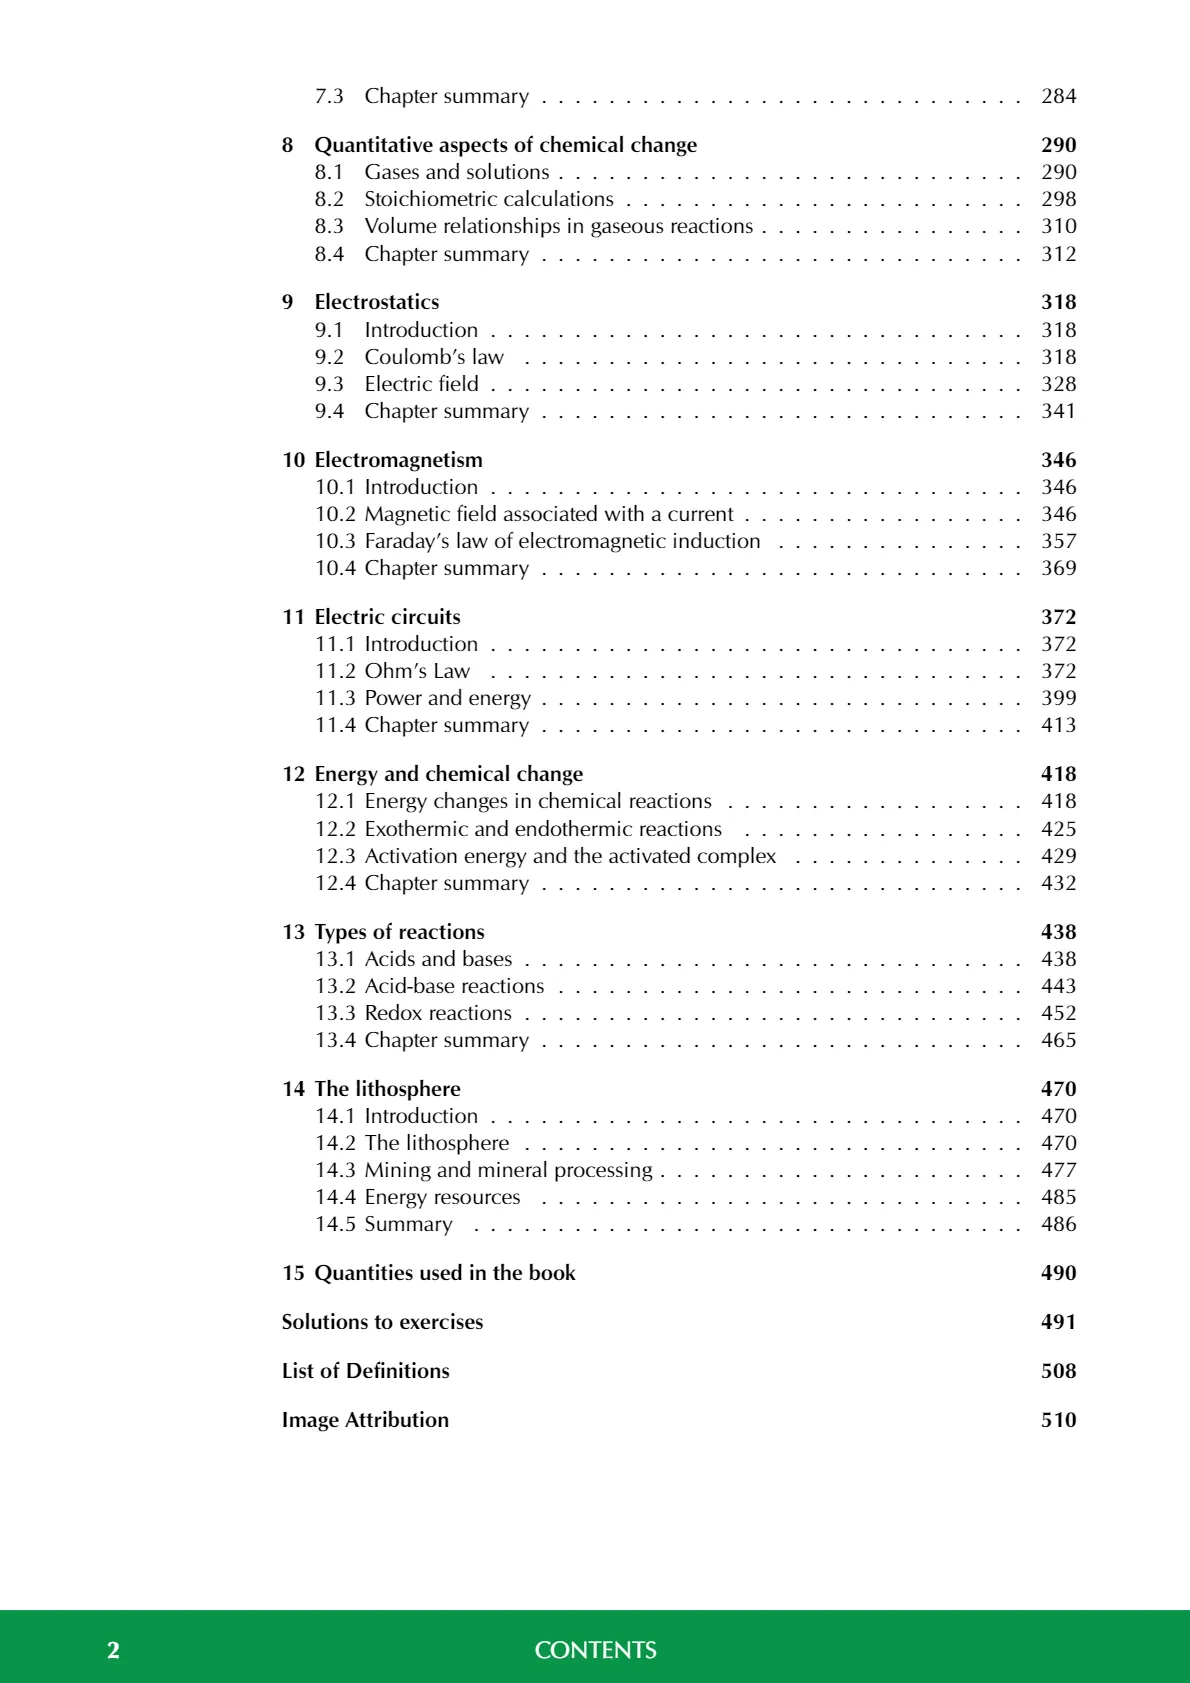 7.3 Chapter summary . . . . . . . . . . . . . . . . . . . . . . . . . . . . . 284
8 Quantitative aspects of chemical change 290
8.1 Gases and solutions . . . . . . . . . . . . . . . . . . . . . . . . . . . . 290
8.2 Stoichiometric calculations . . . . . . . . . . . . . . . . . . . . . . . . 298
8.3 Volume relationships in gaseous reactions . . . . . . . . . . . . . . . . 310
8.4 Chapter summary . . . . . . . . . . . . . . . . . . . . . . . . . . . . . 312
9 Electrostatics 318
9.1 Introduction . . . . . . . . . . . . . . . . . . . . . . . . . . . . . . . . 318
9.2 Coulomb's law . . . . . . . . . . . . . . . . . . . . . . . . . . . . . . 318
9.3 Electric field . . . . . . . . . . . . . . . . . . . . . . . . . . . . . . . . 328
9.4 Chapter summary . . . . . . . . . . . . . . . . . . . . . . . . . . . . . 341
10 Electromagnetism 346
10.1 Introduction . . . . . . . . . . . . . . . . . . . . . . . . . . . . . . . . 346
10.2 Magnetic field associated with a current . . . . . . . . . . . . . . . . . 346
10.3 Faraday's law of electromagnetic induction . . . . . . . . . . . . . . . 357
10.4 Chapter summary . . . . . . . . . . . . . . . . . . . . . . . . . . . . . 369
11 Electric circuits 372
11.1 Introduction . . . . . . . . . . . . . . . . . . . . . . . . . . . . . . . . 372
11.2 Ohm's Law . . . . . . . . . . . . . . . . . . . . . . . . . . . . . . . . 372
11.3 Power and energy . . . . . . . . . . . . . . . . . . . . . . . . . . . . . 399
11.4 Chapter summary . . . . . . . . . . . . . . . . . . . . . . . . . . . . . 413
12 Energy and chemical change 418
12.1 Energy changes in chemical reactions . . . . . . . . . . . . . . . . . . 418
12.2 Exothermic and endothermic reactions . . . . . . . . . . . . . . . . . 425
12.3 Activation energy and the activated complex . . . . . . . . . . . . . . 429
12.4 Chapter summary . . . . . . . . . . . . . . . . . . . . . . . . . . . . . 432
13 Types of reactions 438
13.1 Acids and bases . . . . . . . . . . . . . . . . . . . . . . . . . . . . . . 438
13.2 Acid-base reactions . . . . . . . . . . . . . . . . . . . . . . . . . . . . 443
13.3 Redox reactions . . . . . . . . . . . . . . . . . . . . . . . . . . . . . . 452
13.4 Chapter summary . . . . . . . . . . . . . . . . . . . . . . . . . . . . . 465
14 The lithosphere 470
14.1 Introduction . . . . . . . . . . . . . . . . . . . . . . . . . . . . . . . . 470
14.2 The lithosphere . . . . . . . . . . . . . . . . . . . . . . . . . . . . . . 470
14.3 Mining and mineral processing . . . . . . . . . . . . . . . . . . . . . . 477
14.4 Energy resources . . . . . . . . . . . . . . . . . . . . . . . . . . . . . 485
14.5 Summary . . . . . . . . . . . . . . . . . . . . . . . . . . . . . . . . . 486
15 Quantities used in the book 490
Solutions to exercises 491
List of Definitions 508
Image Attribution 510
2 CONTENTS